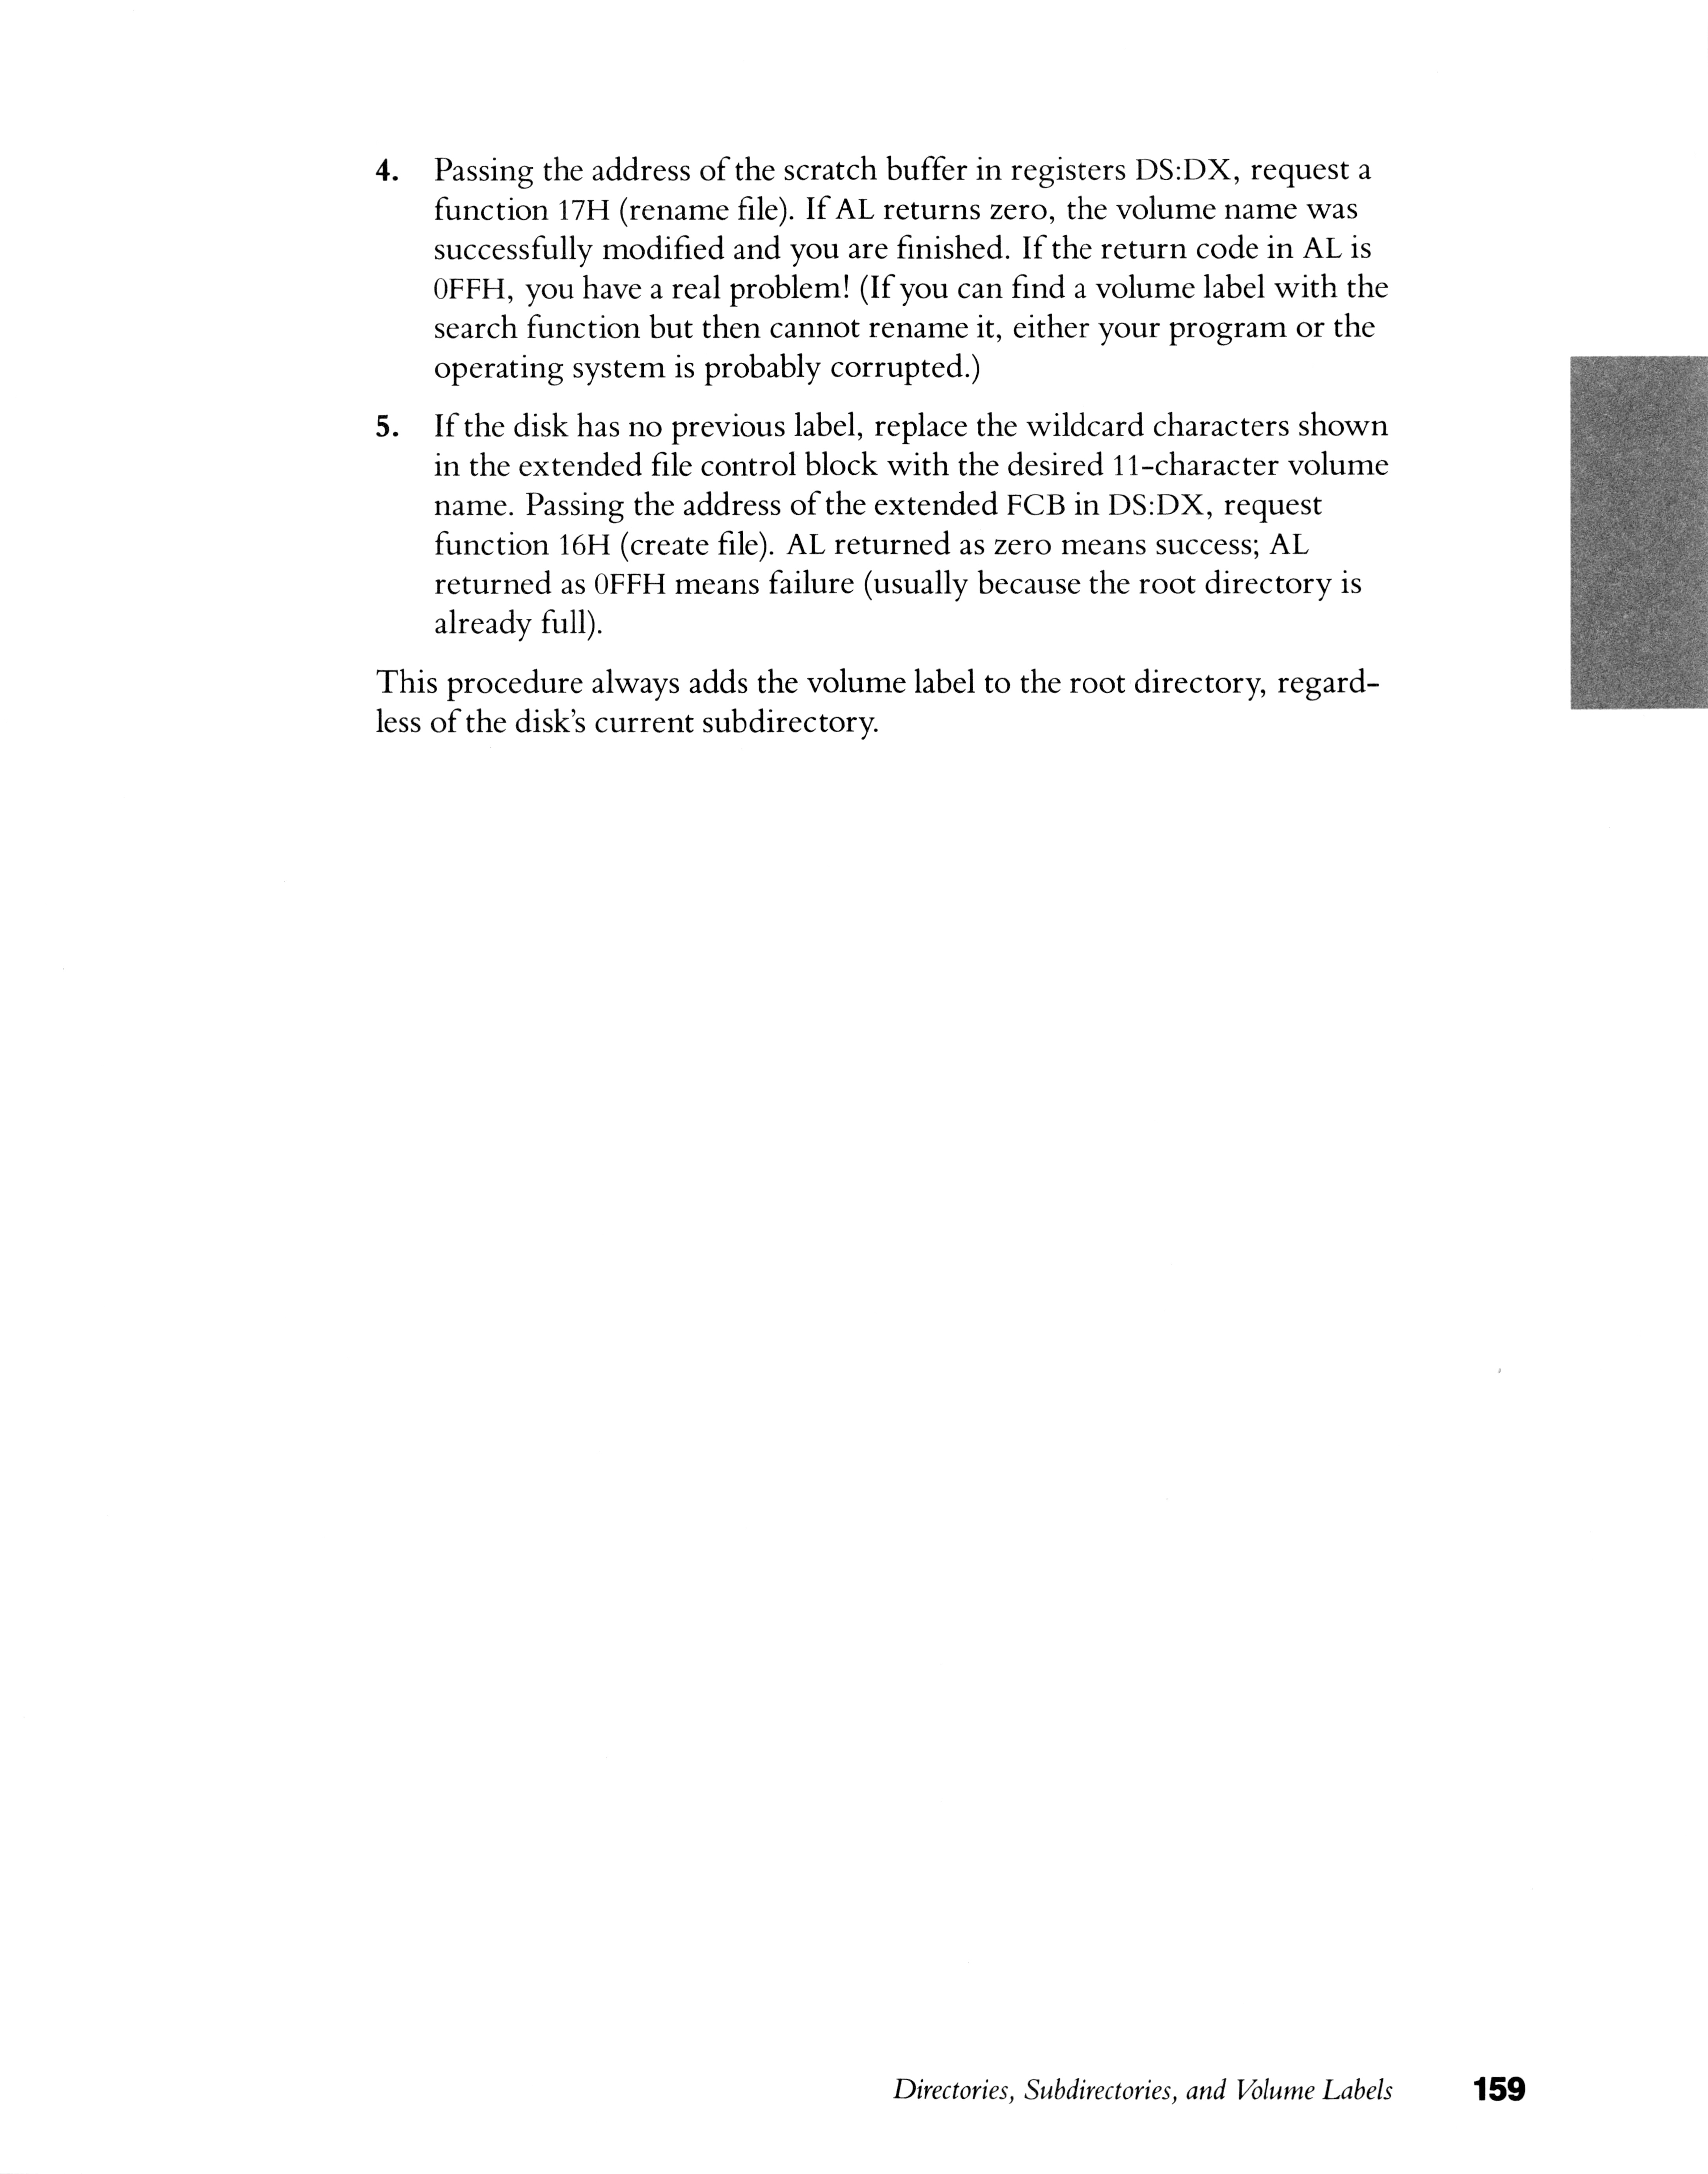 4. Passing the address of the scratch buffer in registers DS:DX, request a
function 17H (rename file). If AL returns zero, the volume name was
successfully modified and you are finished. If the return code in AL is
0FFH, you have a real problem! (If you can find a volume label with the
search function but then cannot rename it, either your program or the
operating system is probably corrupted.)
5. If the disk has no previous label, replace the wildcard characters shown
in the extended file control block with the desired 11-character volume
name. Passing the address of the extended FCB in DS:DX, request
function 16H (create file). AL returned as zero means success; AL
returned as 0FFH means failure (usually because the root directory is
already full).
This procedure always adds the volume label to the root directory, regard-
less of the disk's current subdirectory.
Directories, Subdirectories, and Volume Labels 159